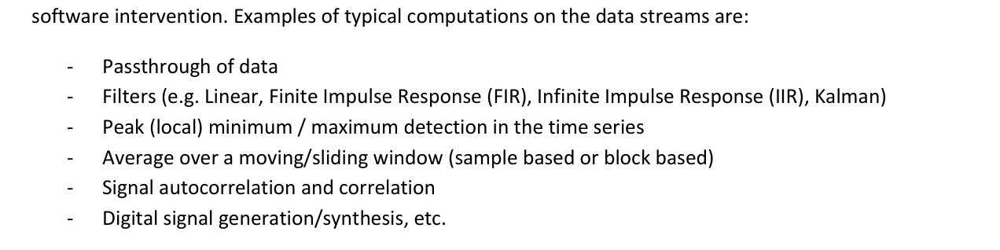 software intervention. Examples of typical computations on the data streams are:
- Passthrough of data
- Filters (e.g. Linear, Finite Impulse Response (FIR), Infinite Impulse Response (IIR), Kalman)
- Peak (local) minimum / maximum detection in the time series
- Average over a moving/sliding window (sample based or block based)
- Signal autocorrelation and correlation
- Digital signal generation/synthesis, etc.